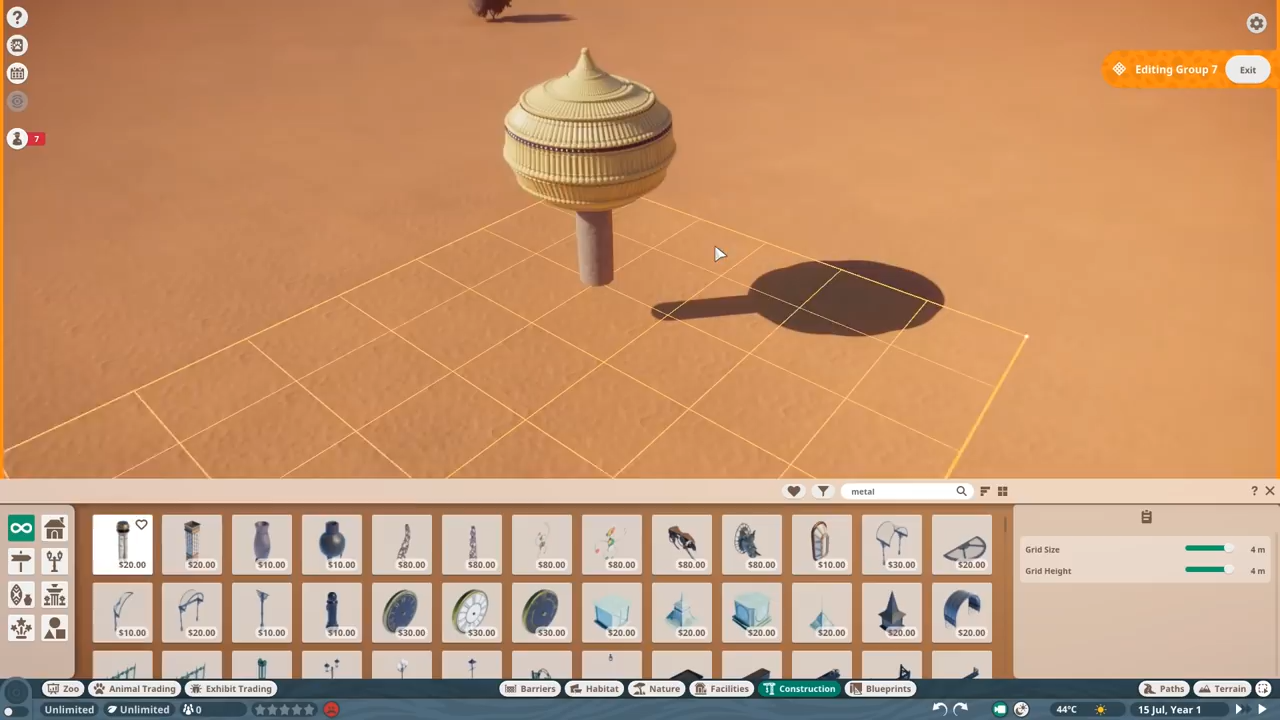 ?
Editing Group 7
Exit
7
metal
? ×
$20.00 $20.00 $10.00 $10.00 $80.00 $80.00 $80.00 $80.00 $80.00 $80.00 $10.00 $30.00 $20.00
Grid Size 4 m
Grid Height 4 m
$10.00 $20.00 $10.00 $10.00 $30.00 $30.00 $30.00 $20.00 $20.00 $20.00 $20.00 $20.00 $20.00
Zoo Animal Trading Exhibit Trading Barriers Habitat Nature Facilities Construction Blueprints Paths Terrain
Unlimited Unlimited 0 44°C 15 Jul, Year 1